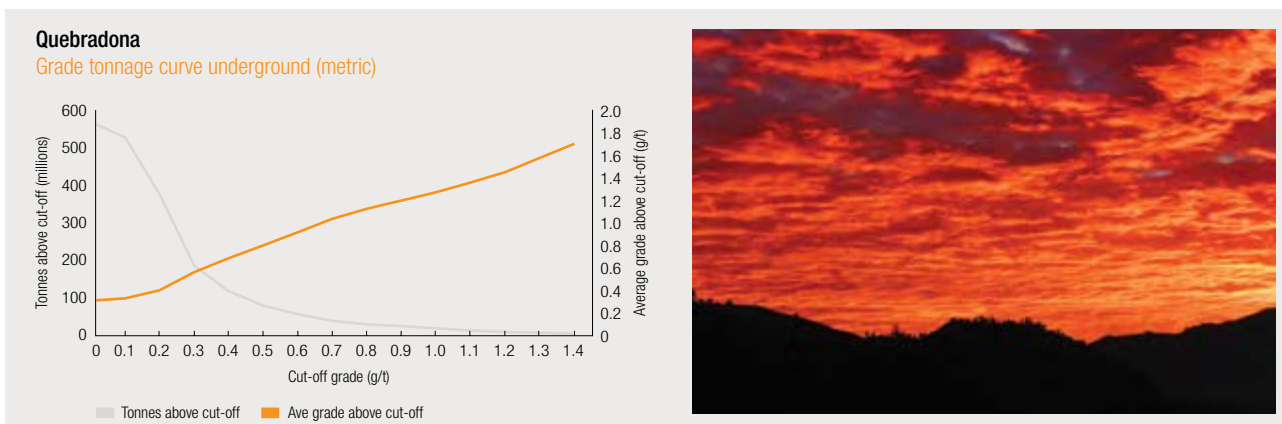 Quebradona
Grade tonnage curve underground (metric)
Tonnes above cut-off (millions)
600
500
400
300
200
100
0
2.0
1.8
1.6
1.4
1.2
1.0
0.8
0.6
0.4
0.2
0
Average grade above cut-off (g/t)
0 0.1 0.2 0.3 0.4 0.5 0.6 0.7 0.8 0.9 1.0 1.1 1.2 1.3 1.4
Cut-off grade (g/t)
Tonnes above cut-off Ave grade above cut-off